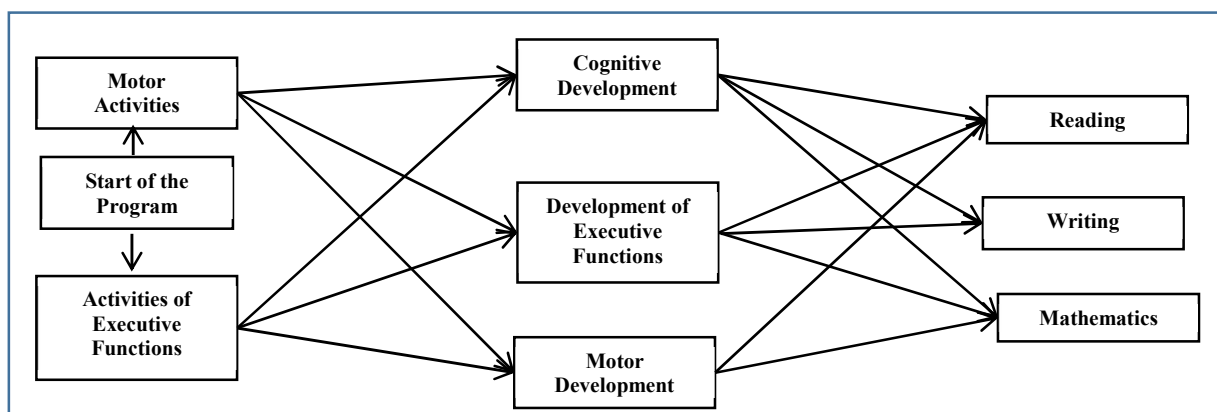 Motor
Activities
Start of the
Program
Activities of
Executive
Functions
Cognitive
Development
Development of
Executive
Functions
Motor
Development
Reading
Writing
Mathematics